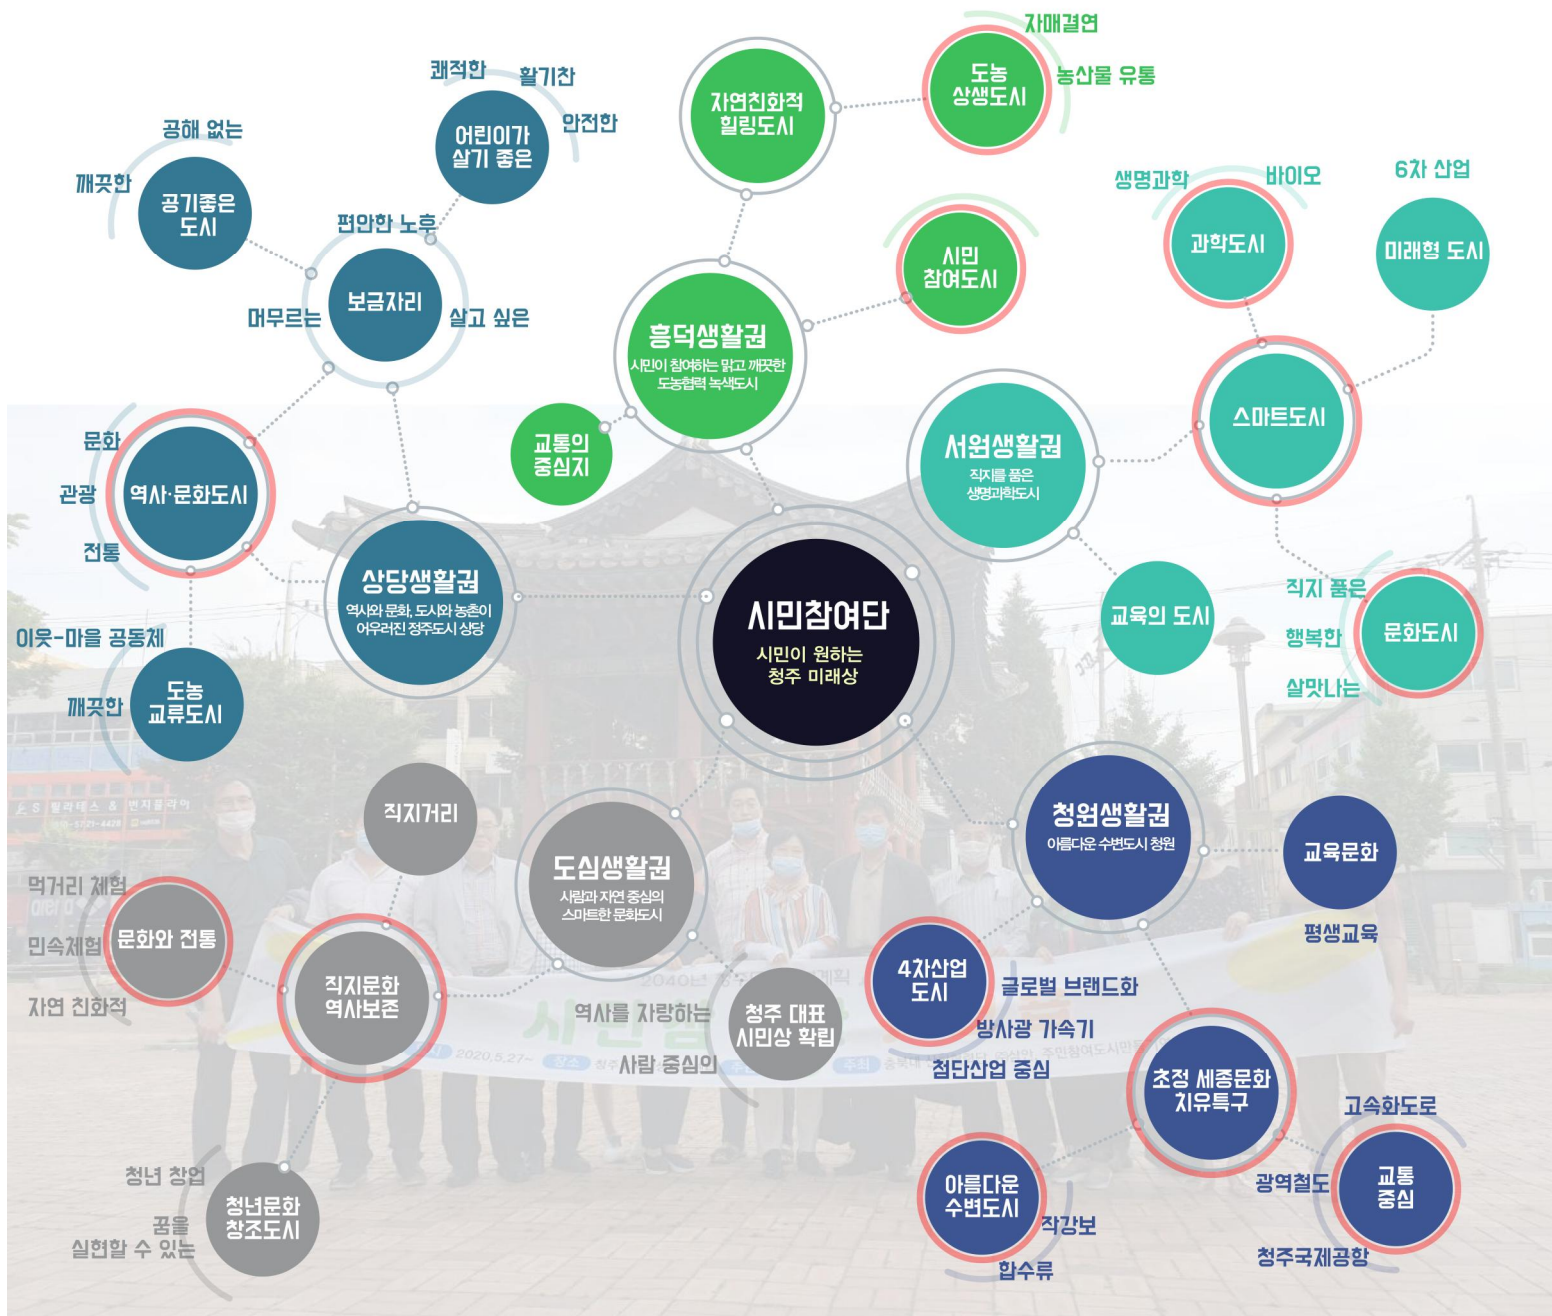 자매결연
농산물 유통
도농
상생도시
자연친화적
힐링도시
쾌적한
활기찬
안전한
어린이가
살기 좋은
공해 없는
깨끗한
공기좋은
도시
편안한 노후
보금자리
머무르는
살고 싶은
시민
참여도시
생명과학
바이오
과학도시
6차 산업
미래형 도시
흥덕생활권
시민이 참여하는 맑고 깨끗한
도농협력 녹색도시
교통의
중심지
서원생활권
직지를 품은
생명과학도시
스마트도시
문화
관광
전통
역사·문화도시
상당생활권
역사와 문화, 도시와 농촌이
어우러진 정주도시 상당
시민참여단
시민이 원하는
청주 미래상
교육의 도시
직지 품은
행복한
살맛나는
문화도시
이웃-마을 공동체
깨끗한
도농
교류도시
직지거리
도심생활권
사람과 자연 중심의
스마트한 문화도시
청원생활권
아름다운 수변도시 청원
교육문화
평생교육
먹거리 체험
민속체험
자연 친화적
문화와 전통
직지문화
역사보존
역사를 자랑하는
사람 중심의
청주 대표
시민상 확립
4차산업
도시
글로벌 브랜드화
방사광 가속기
첨단산업 중심
초정 세종문화
치유특구
고속화도로
광역철도
청주국제공항
교통
중심
아름다운
수변도시
작강보
합수류
청년 창업
꿈을
실현할 수 있는
청년문화
창조도시
2040년
시민참
2020.5.27~
장소
주최